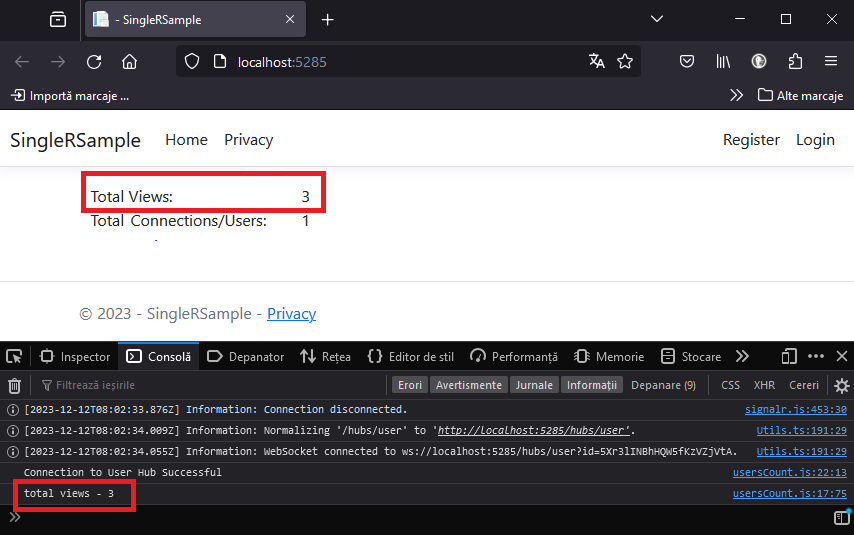 - SingleRSample
localhost:5285
Importă marcaje ...
Alte marcaje
SingleRSample Home Privacy Register Login
Total Views: 3
Total Connections/Users: 1
© 2023 - SingleRSample - Privacy
Inspector Consolă Depanator Rețea Editor de stil Performanță Memorie Stocare
Filtrează ieșirile Erori Avertismente Jurnale Informații Depanare (9) CSS XHR Cereri
[2023-12-12T08:02:33.876Z] Information: Connection disconnected. signalr.js:453:30
[2023-12-12T08:02:34.009Z] Information: Normalizing '/hubs/user' to 'http://localhost:5285/hubs/user'. Utils.ts:191:29
[2023-12-12T08:02:34.055Z] Information: WebSocket connected to ws://localhost:5285/hubs/user?id=5Xr3lINBhHQW5fKzVZjVtA. Utils.ts:191:29
Connection to User Hub Successful usersCount.js:22:13
total views - 3 usersCount.js:17:75